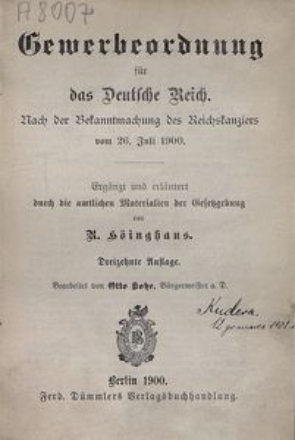 A 8007
Gewerbeordnung
für
das Deutsche Reich.
Nach der Bekanntmachung des Reichskanzlers
vom 26. Juli 1900.
Ergänzt und erläutert
durch die amtlichen Materialien der Gesetzgebung
von
R. Höinghaus.
Dreizehnte Auflage.
Bearbeitet von Otto Hoße, Bürgermeister a. D.
Kudera.
Berlin 1900.
Ferd. Dümmlers Verlagsbuchhandlung.